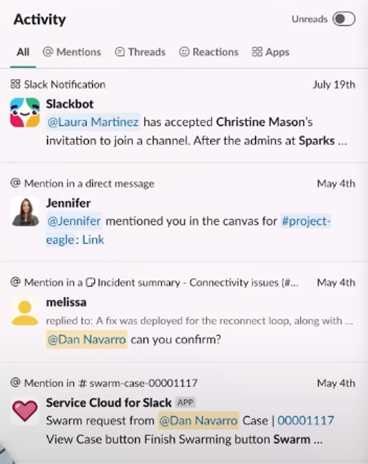 Activity
Unreads
All @ Mentions Threads Reactions Apps
Slack Notification July 19th
Slackbot
@Laura Martinez has accepted Christine Mason's
invitation to join a channel. After the admins at Sparks ...
@ Mention in a direct message May 4th
Jennifer
@Jennifer mentioned you in the canvas for #project-
eagle: Link
@ Mention in a Incident summary - Connectivity issues (#... May 4th
melissa
replied to: A fix was deployed for the reconnect loop, along with ...
@Dan Navarro can you confirm?
@ Mention in # swarm-case-00001117 May 4th
Service Cloud for Slack APP
Swarm request from @Dan Navarro Case | 00001117
View Case button Finish Swarming button Swarm ...